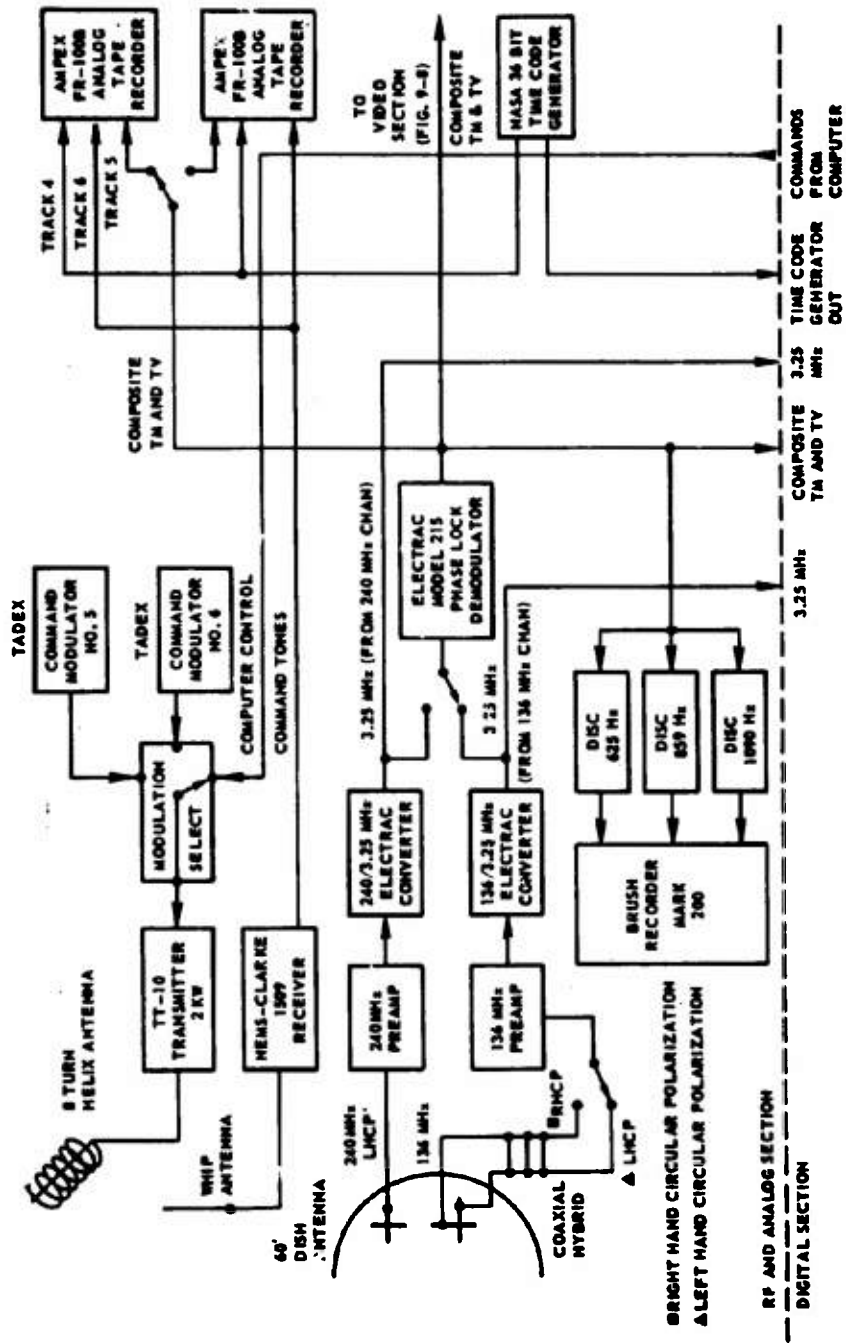 8 TURN
HELIX ANTENNA
TT-10
TRANSMITTER
2 KW
MODULATION
SELECT
TADEX
COMMAND
MODULATOR
NO. 5
TADEX
COMMAND
MODULATOR
NO. 6
COMPUTER CONTROL
COMMAND TONES
WHIP
ANTENNA
NEMS-CLARKE
1509
RECEIVER
COMPOSITE
TM AND TV
TRACK 4
TRACK 6
TRACK 5
AMPEX
FR-100B
ANALOG
TAPE
RECORDER
AMPEX
FR-100B
ANALOG
TAPE
RECORDER
60'
DISH
ANTENNA
240 MHz
LHCP
136 MHz
240MHz
PREAMP
240/3.25 MHz
ELECTRAC
CONVERTER
3.25 MHz (FROM 240 MHz CHAN)
136 MHz
PREAMP
136/3.25 MHz
ELECTRAC
CONVERTER
3 25 MHz
(FROM 136 MHz CHAN)
ELECTRAC
MODEL 215
PHASE LOCK
DEMODULATOR
TO
VIDEO
SECTION
(FIG. 9-8)
COMPOSITE
TM & TV
NASA 36 BIT
TIME CODE
GENERATOR
COAXIAL
HYBRID
BRHCP
Δ LHCP
BRUSH
RECORDER
MARK
200
DISC
625 Hz
DISC
859 Hz
DISC
1090 Hz
BRIGHT HAND CIRCULAR POLARIZATION
ΔLEFT HAND CIRCULAR POLARIZATION
RF AND ANALOG SECTION
DIGITAL SECTION
3.25 MHz
COMPOSITE
TM AND TV
3.25
MHz
TIME CODE
GENERATOR
OUT
COMMANDS
FROM
COMPUTER